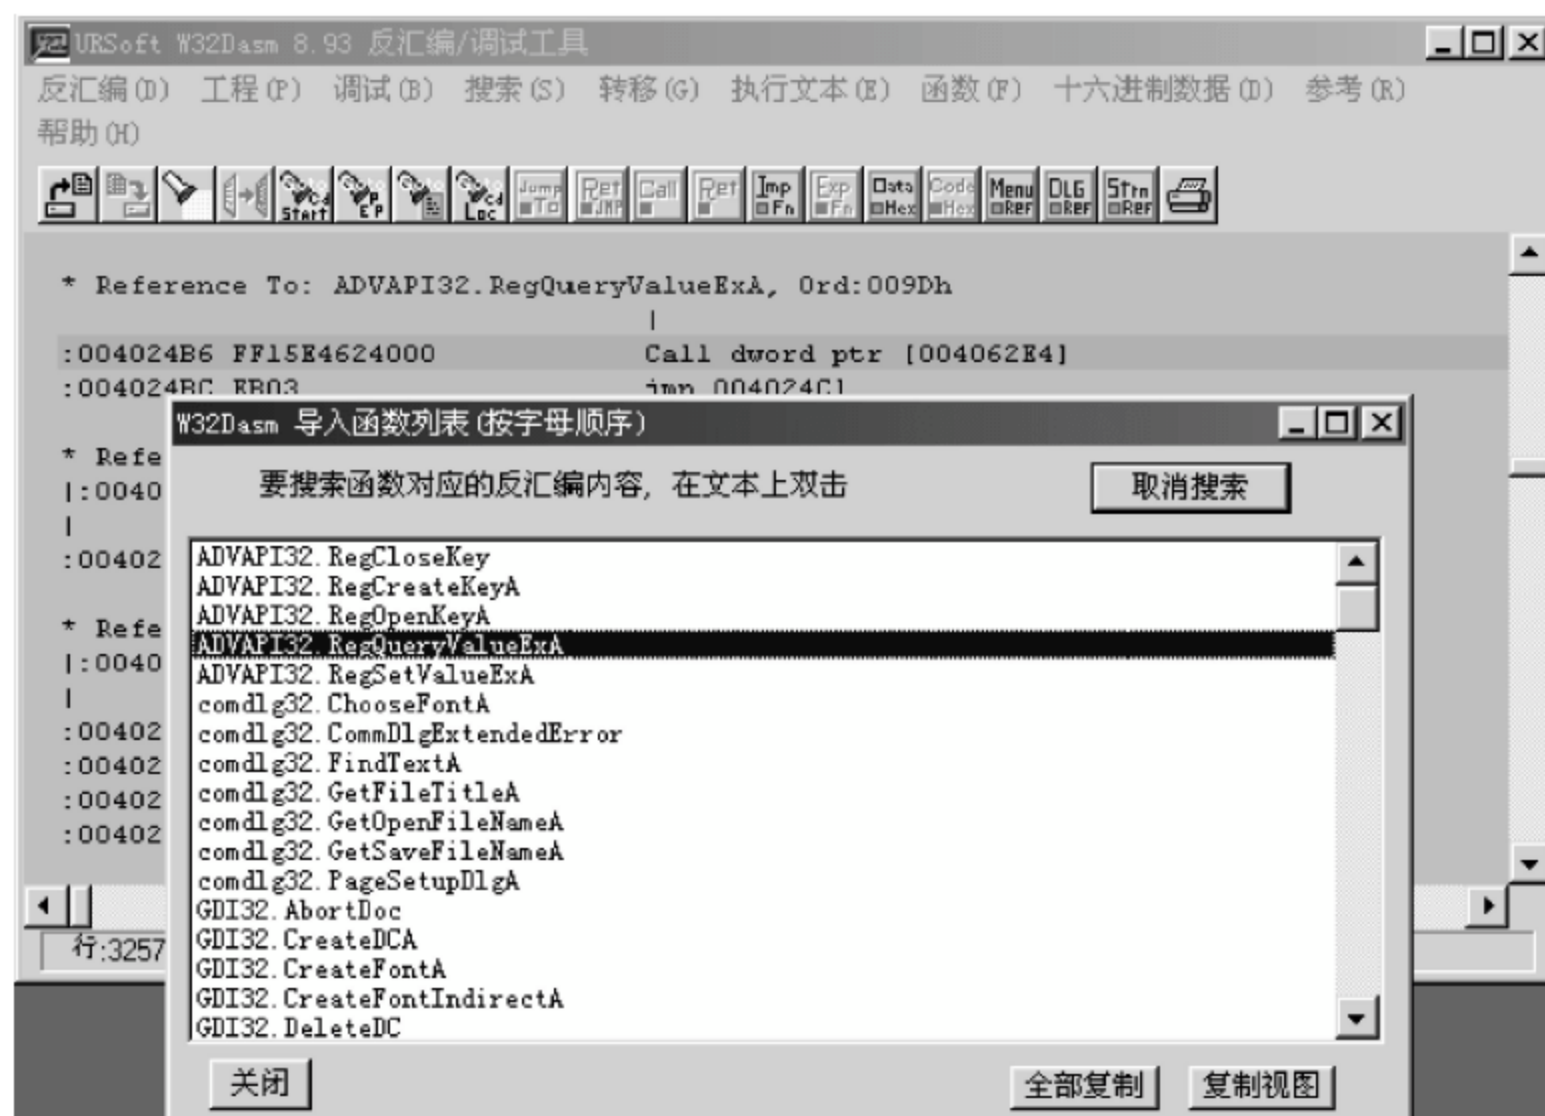 URSoft W32Dasm 8.93 反汇编/调试工具
反汇编(D) 工程(P) 调试(B) 搜索(S) 转移(G) 执行文本(E) 函数(F) 十六进制数据(D) 参考(R)
帮助(H)
Cd Start
EP
Cd Loc
Jump To
Ret JMP
Call
Ret
Imp Fn
Exp Fn
Data Hex
Code Hex
Menu Ref
DLG Ref
Strn Ref
* Reference To: ADVAPI32.RegQueryValueExA, Ord:009Dh
|
:004024B6 FF15E4624000 Call dword ptr [004062E4]
:004024BC EB03 jmp 004024C1
W32Dasm 导入函数列表(按字母顺序)
* Refe
|:0040
|
:00402
* Refe
|:0040
|
:00402
:00402
:00402
:00402
要搜索函数对应的反汇编内容, 在文本上双击
取消搜索
ADVAPI32.RegCloseKey
ADVAPI32.RegCreateKeyA
ADVAPI32.RegOpenKeyA
ADVAPI32.RegQueryValueExA
ADVAPI32.RegSetValueExA
comdlg32.ChooseFontA
comdlg32.CommDlgExtendedError
comdlg32.FindTextA
comdlg32.GetFileTitleA
comdlg32.GetOpenFileNameA
comdlg32.GetSaveFileNameA
comdlg32.PageSetupDlgA
GDI32.AbortDoc
GDI32.CreateDCA
GDI32.CreateFontA
GDI32.CreateFontIndirectA
GDI32.DeleteDC
行:3257
关闭 全部复制 复制视图